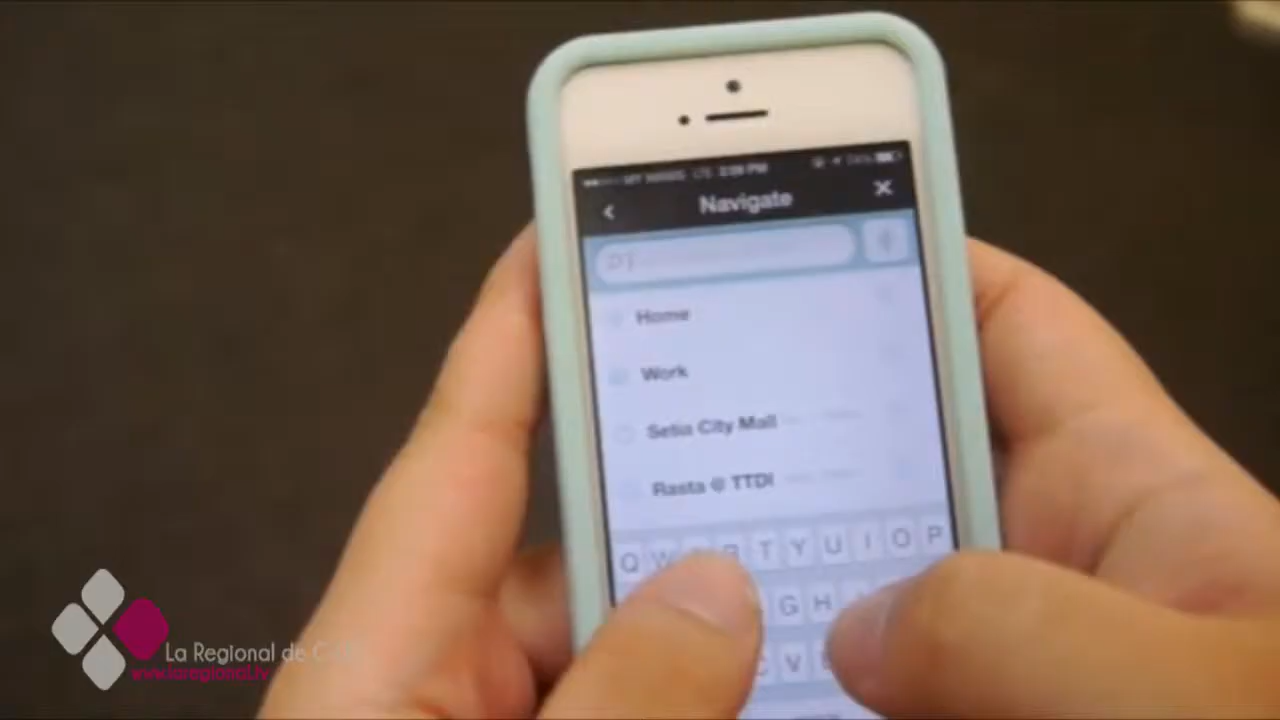 Navigate
Home
Work
Setia City Mall
Rasta @ TTDI
Q W R T Y U I O P
G H
C V
La Regional de
www.laregional.tv